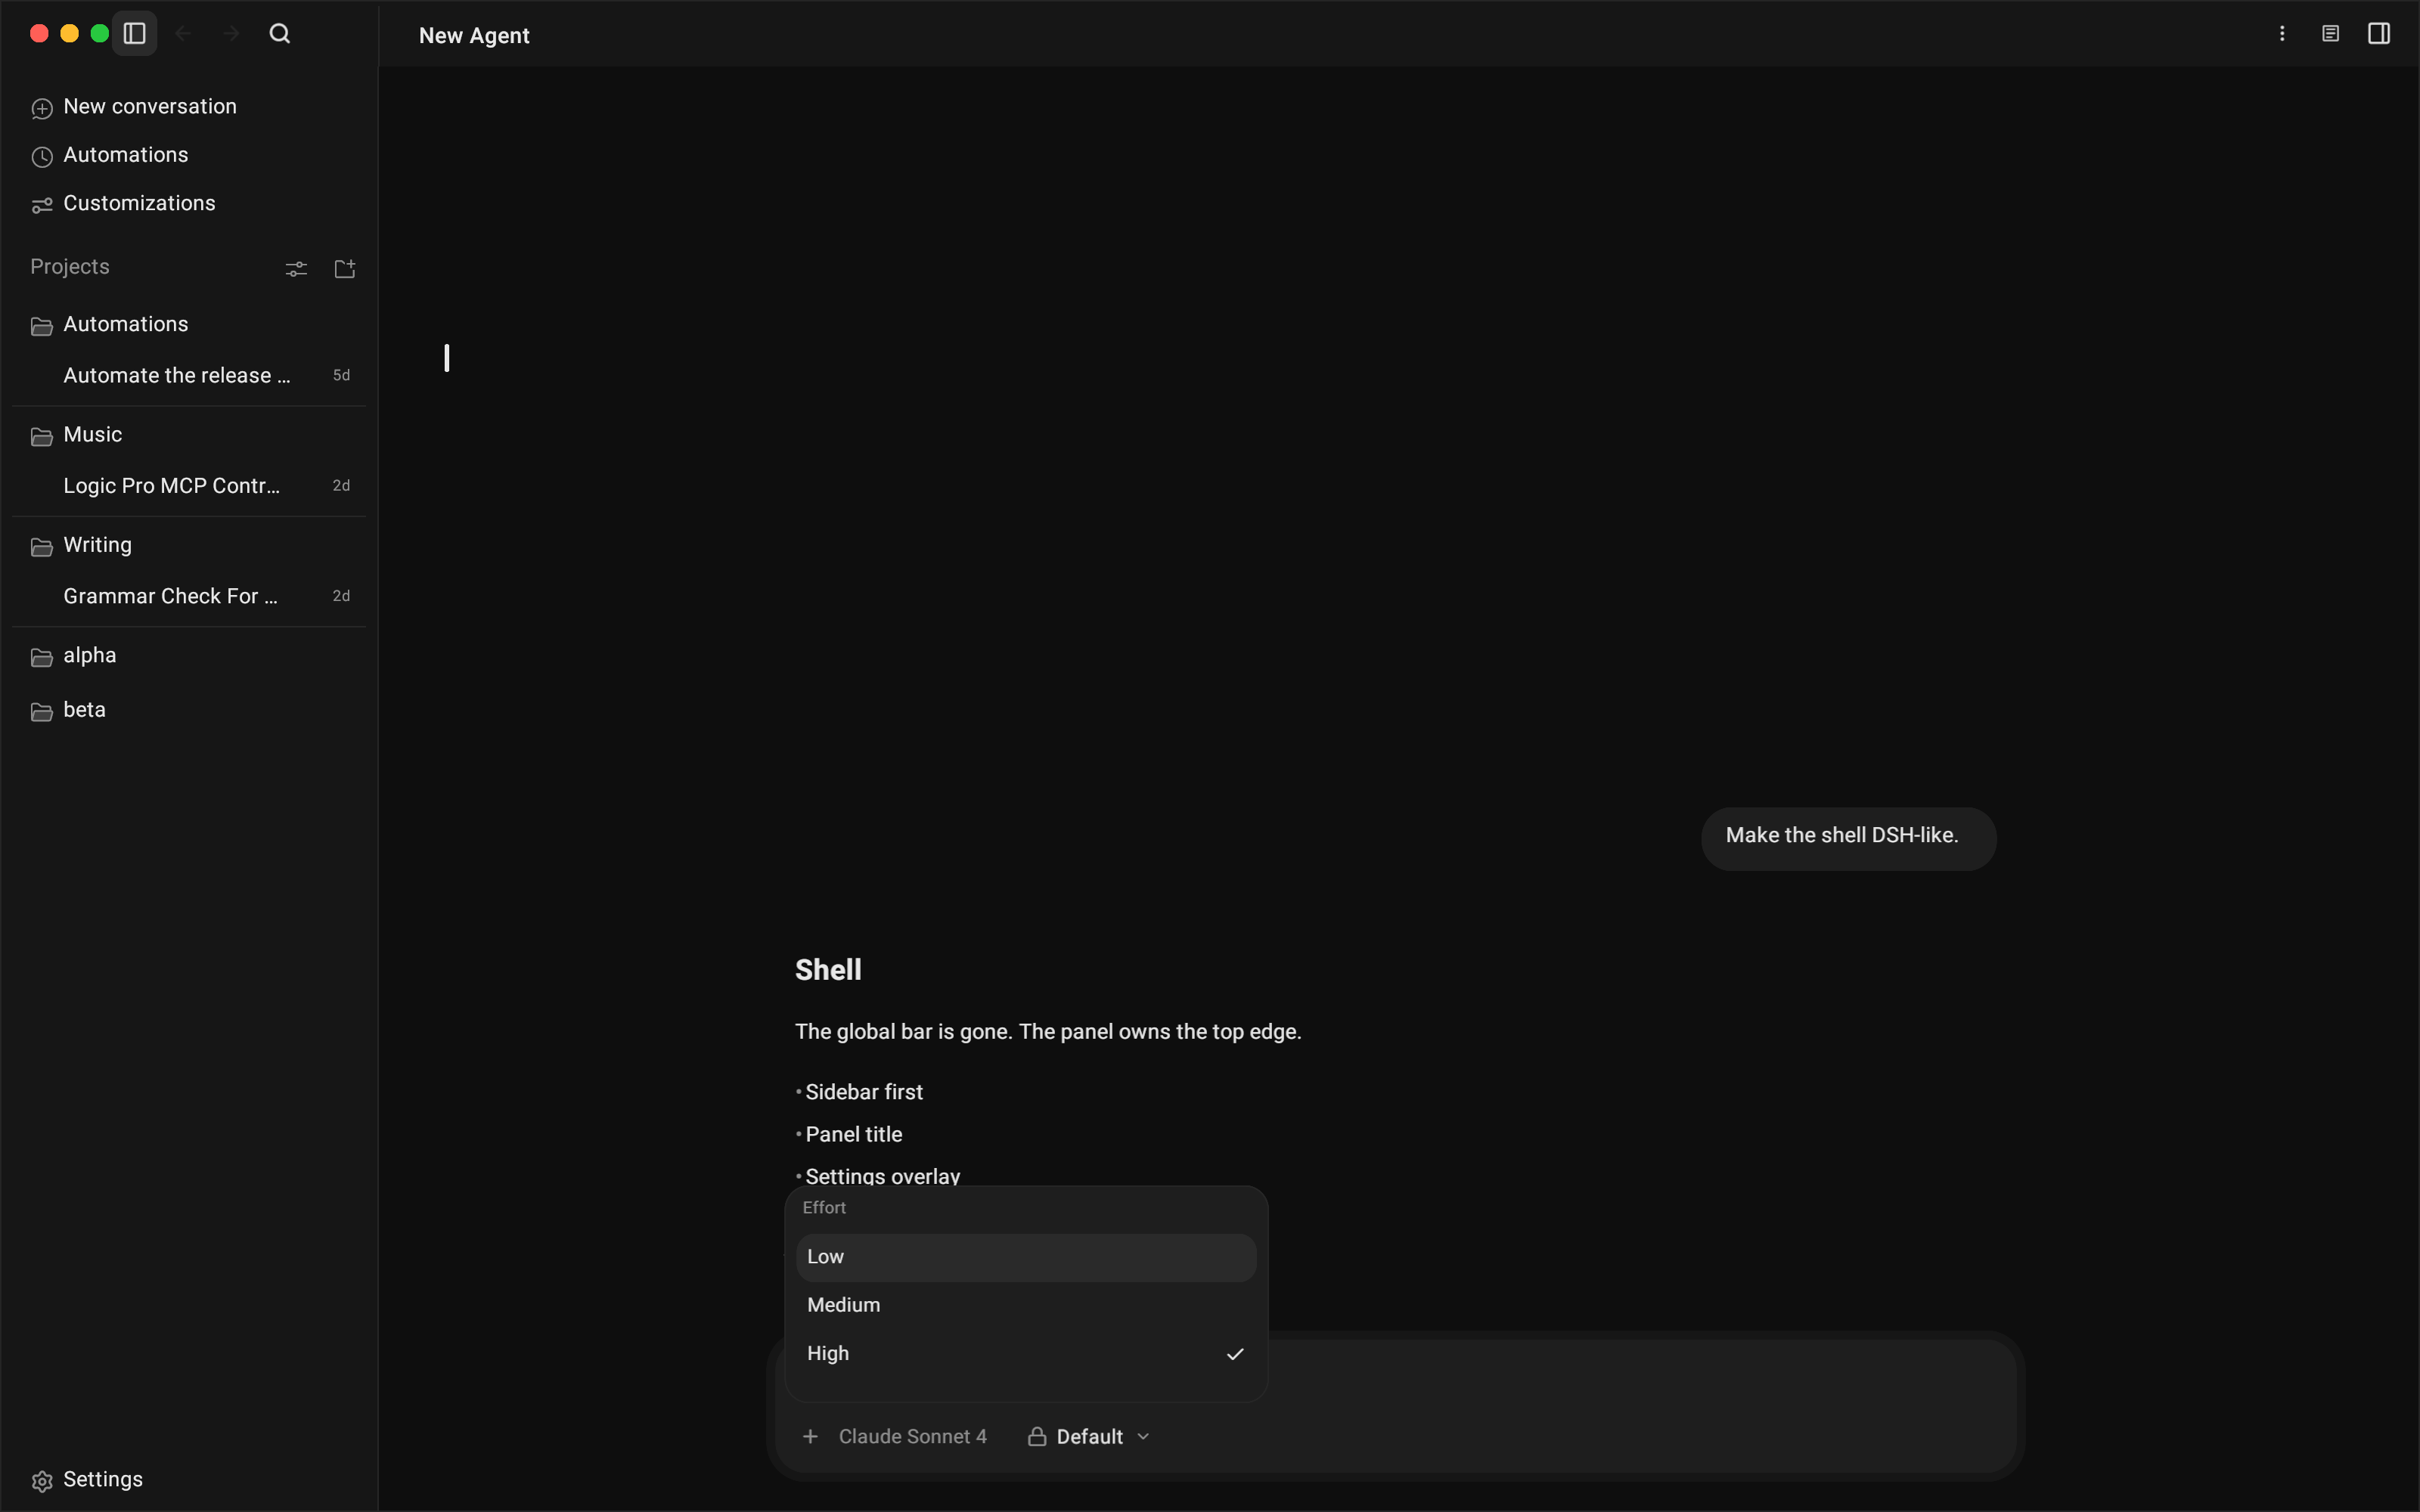 New Agent
New conversation
Automations
Customizations
Projects
Automations
Automate the release ... 5d
Music
Logic Pro MCP Contr... 2d
Writing
Grammar Check For ... 2d
alpha
beta
Settings
Make the shell DSH-like.
Shell
The global bar is gone. The panel owns the top edge.
• Sidebar first
• Panel title
• Settings overlay
Effort
Low
Medium
High
Claude Sonnet 4 Default